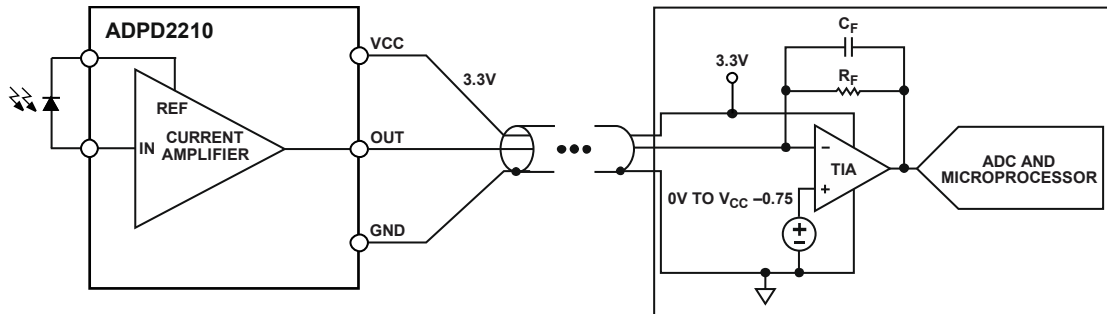 ADPD2210
VCC
3.3V
REF
IN
CURRENT
AMPLIFIER
OUT
GND
3.3V
C_F
R_F
−
TIA
+
0V TO V_CC −0.75
+
−
ADC AND
MICROPROCESSOR